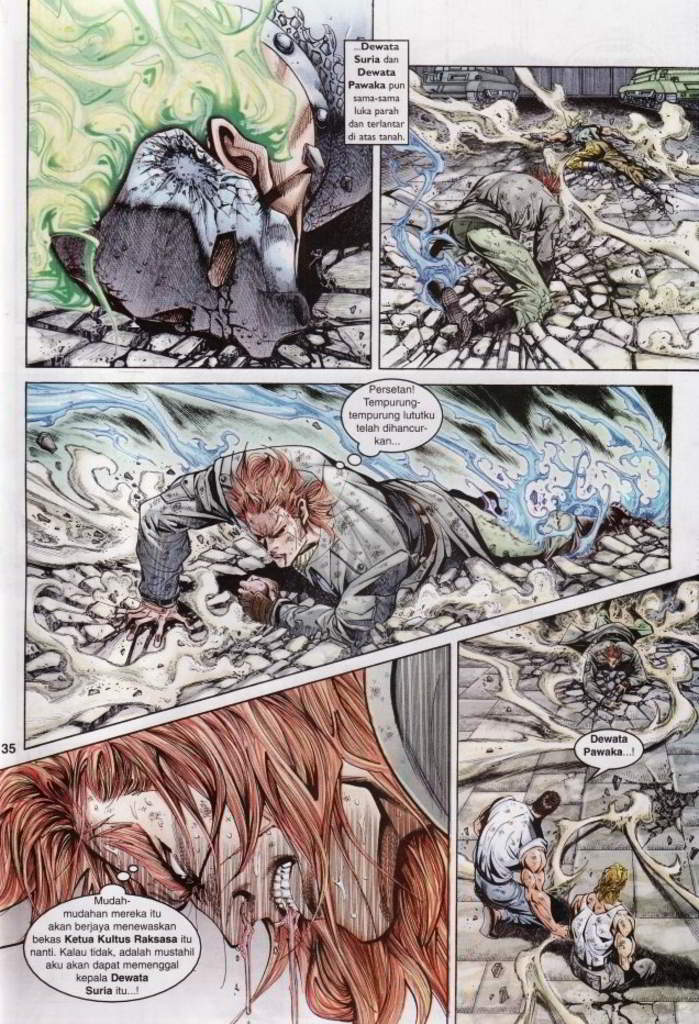 ...Dewata
Suria dan
Dewata
Pawaka pun
sama-sama
luka parah
dan terlantar
di atas tanah.
Persetan!
Tempurung-
tempurung lututku
telah dihancur-
kan...
Dewata
Pawaka...!
35
Mudah-
mudahan mereka itu
akan berjaya menewaskan
bekas Ketua Kultus Raksasa itu
nanti. Kalau tidak, adalah mustahil
aku akan dapat memenggal
kepala Dewata
Suria itu...!